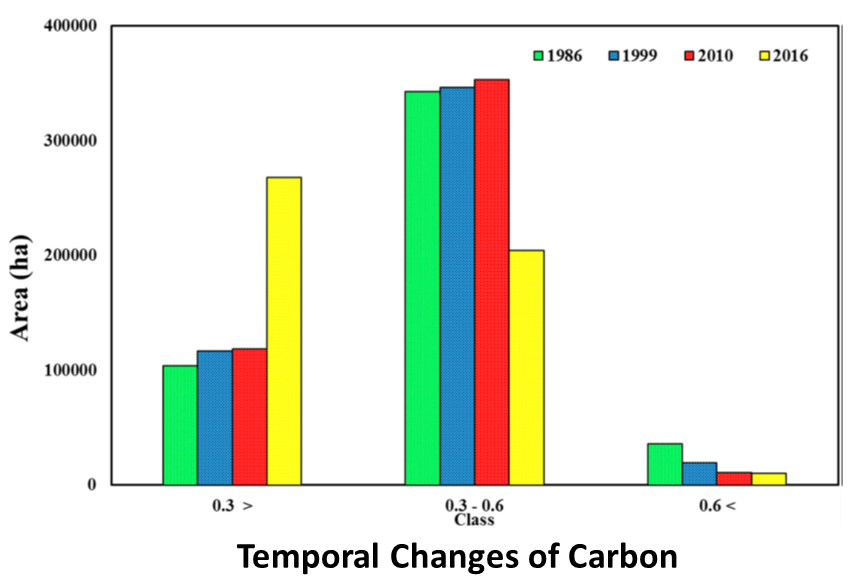 400000
300000
200000
100000
0
Area (ha)
1986 1999 2010 2016
0.3 > 0.3 - 0.6 0.6 <
Class
Temporal Changes of Carbon